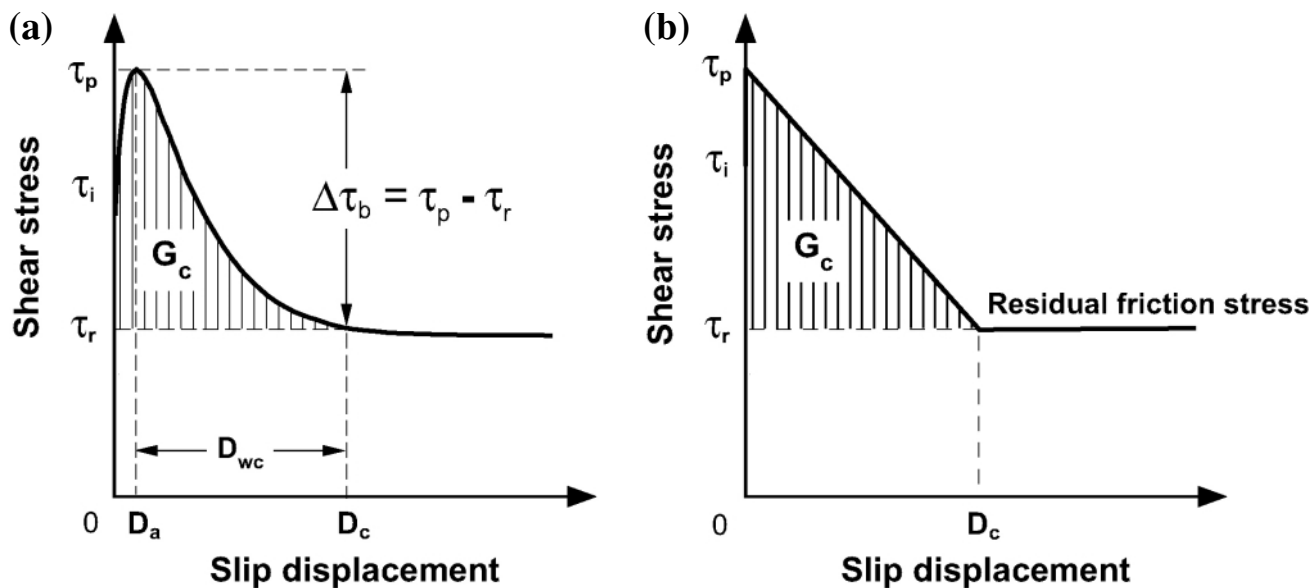 (a)
τp
τi
τr
Shear stress
Gc
Δτb = τp - τr
Dwc
0
Da
Dc
Slip displacement
(b)
τp
τi
τr
Shear stress
Gc
Residual friction stress
0
Dc
Slip displacement